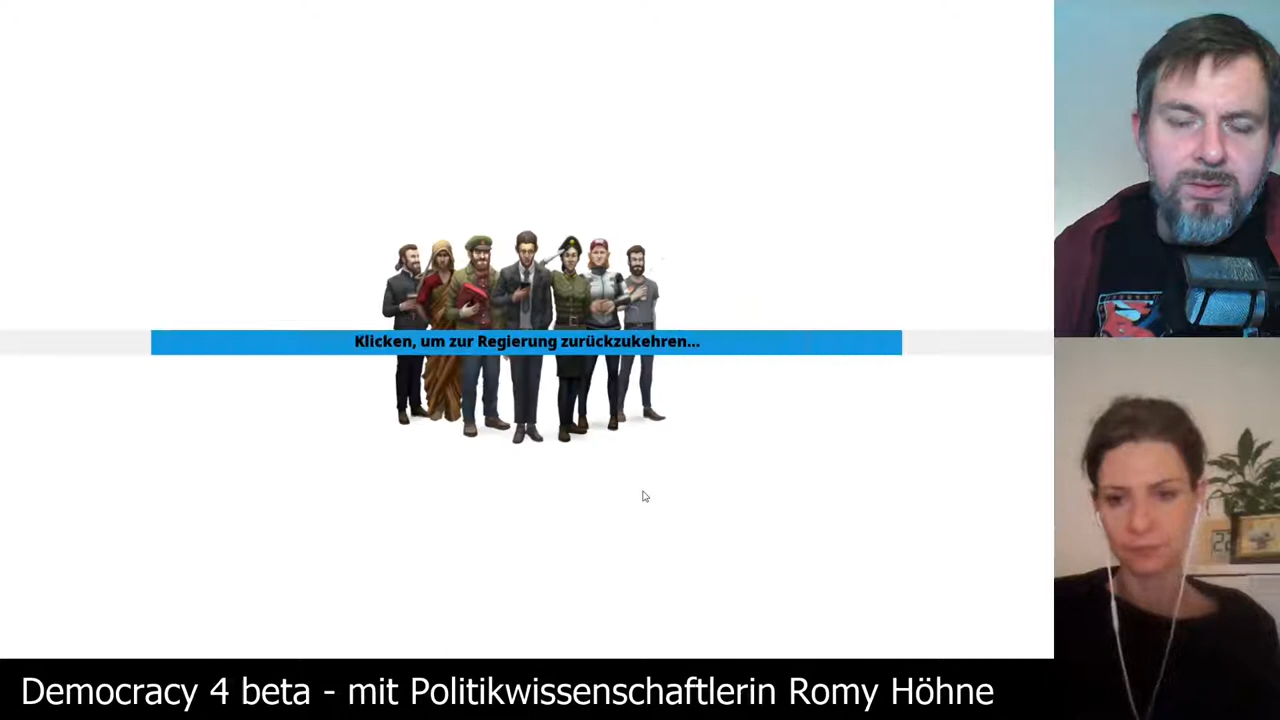 Klicken, um zur Regierung zurückzukehren...
Democracy 4 beta - mit Politikwissenschaftlerin Romy Höhne